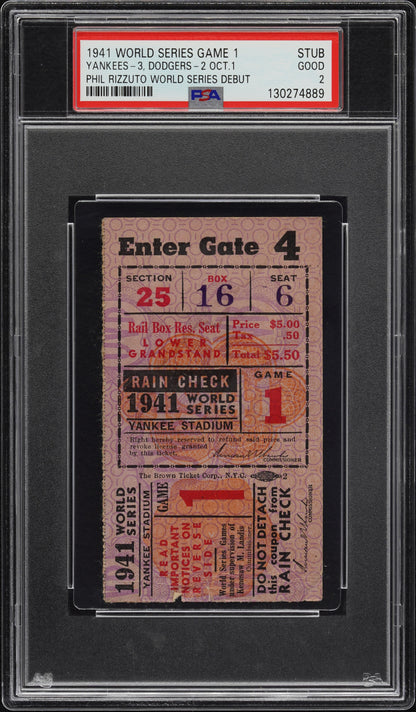 1941 WORLD SERIES GAME 1 STUB
YANKEES-3, DODGERS-2 OCT.1 GOOD
PHIL RIZZUTO WORLD SERIES DEBUT 2
PSA 130274889
Enter Gate 4
SECTION BOX SEAT
25 16 6
Rail Box Res. Seat
LOWER
GRANDSTAND
Price $5.00
Tax .50
Total $5.50
RAIN CHECK
1941 WORLD SERIES
YANKEE STADIUM
GAME
1
Right hereby reserved to refund said price and
revoke license granted
by this ticket.
COMMISSIONER
The Brown Ticket Corp., N.Y.C. 2
1941 WORLD SERIES
YANKEE STADIUM
GAME
1
READ
IMPORTANT
NOTICES ON
REVERSE
SIDE
World Series Games
under supervision of
Kenesaw M. Landis
DO NOT DETACH
this coupon from
RAIN CHECK
COMMISSIONER